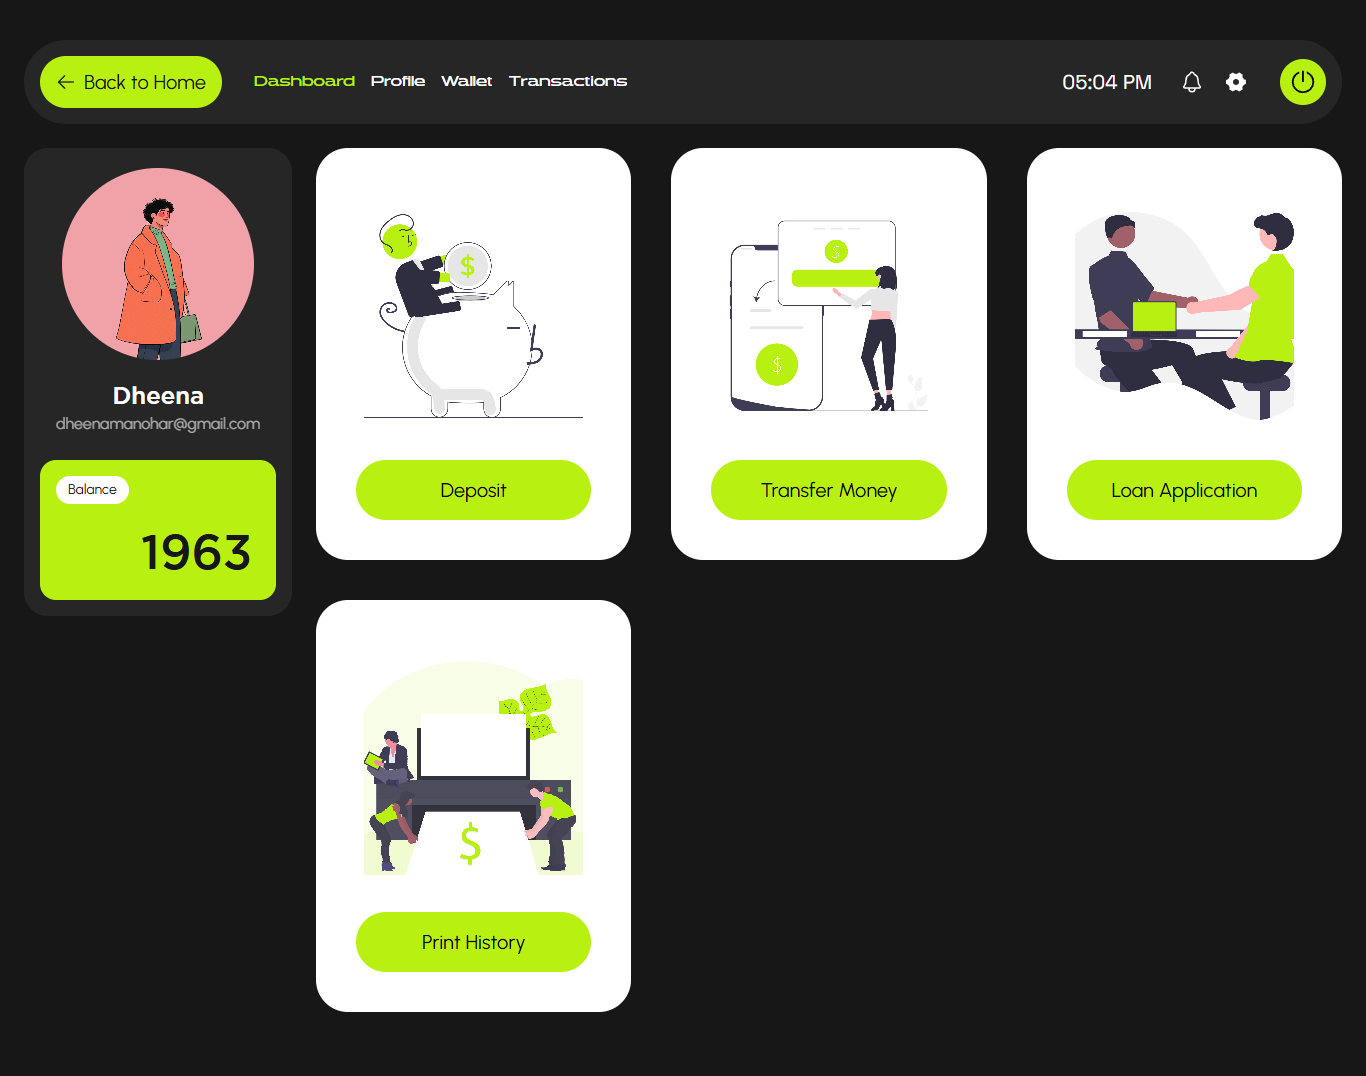 Back to Home
Dashboard Profile Wallet Transactions
05:04 PM
Dheena
dheenamanohar@gmail.com
Balance
1963
$
Deposit
$
$
Transfer Money
Loan Application
$
Print History